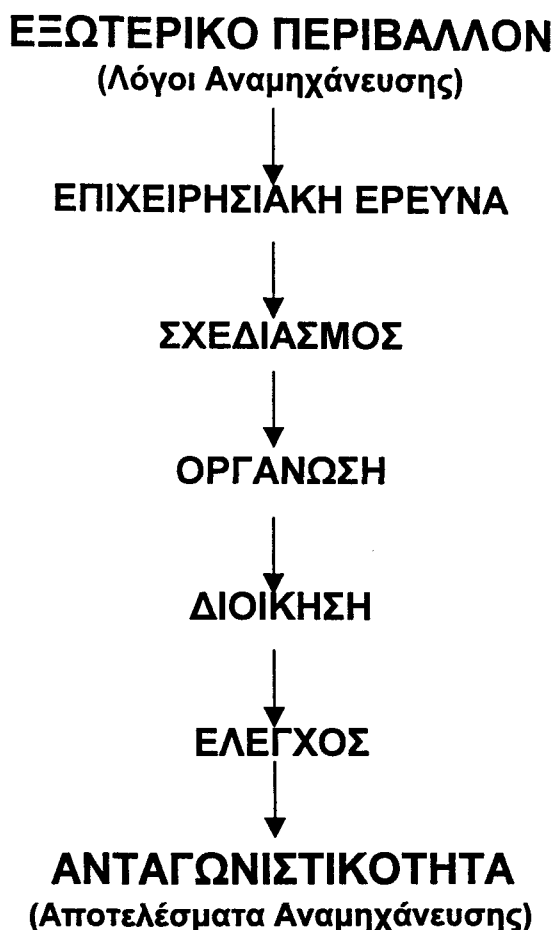 ΕΞΩΤΕΡΙΚΟ ΠΕΡΙΒΑΛΛΟΝ
(Λόγοι Αναμηχάνευσης)
ΕΠΙΧΕΙΡΗΣΙΑΚΗ ΕΡΕΥΝΑ
ΣΧΕΔΙΑΣΜΟΣ
ΟΡΓΑΝΩΣΗ
ΔΙΟΙΚΗΣΗ
ΕΛΕΓΧΟΣ
ΑΝΤΑΓΩΝΙΣΤΙΚΟΤΗΤΑ
(Αποτελέσματα Αναμηχάνευσης)